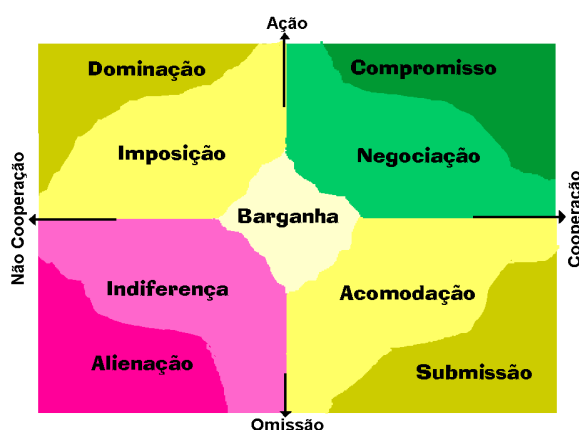 Ação
Dominação
Compromisso
Imposição
Negociação
Não Cooperação
Barganha
Cooperação
Indiferença
Acomodação
Alienação
Submissão
Omissão